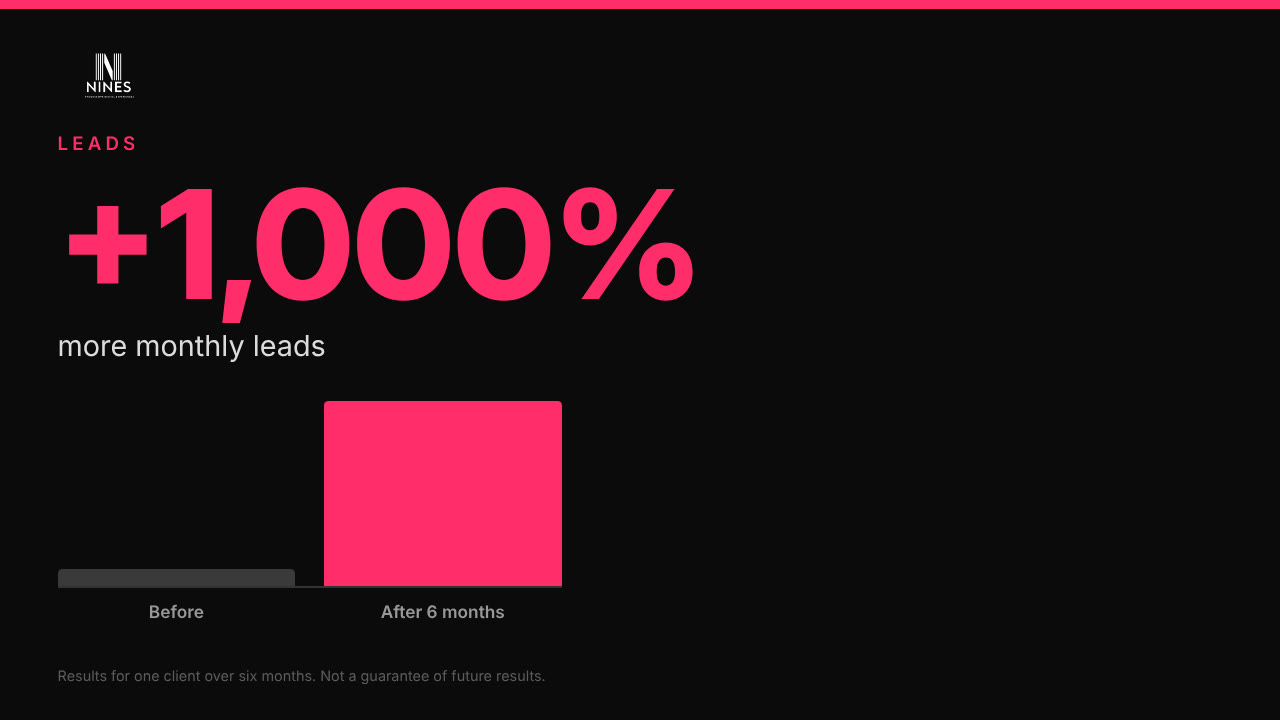 NINES
LEADS
+1,000%
more monthly leads
Before
After 6 months
Results for one client over six months. Not a guarantee of future results.